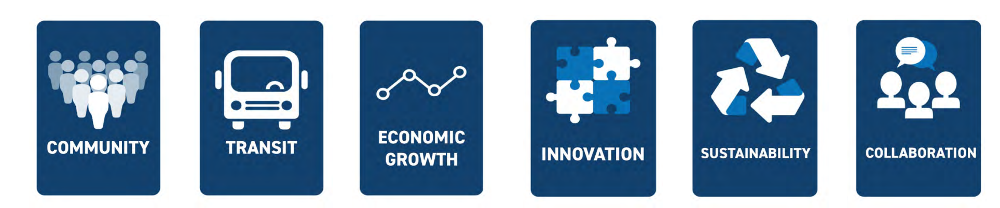 COMMUNITY
TRANSIT
ECONOMIC
GROWTH
INNOVATION
SUSTAINABILITY
COLLABORATION